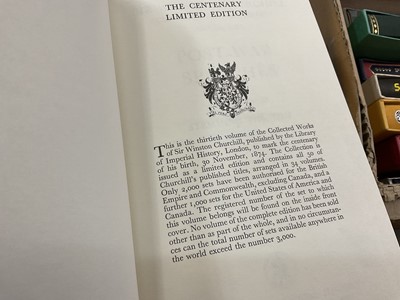 THE CENTENARY
LIMITED EDITION
This is the thirtieth volume of the Collected Works
of Sir Winston Churchill, published by the Library
of Imperial History, London, to mark the centenary
of his birth, 30 November, 1874. The Collection is
issued as a limited edition and contains all 50 of
Churchill's published titles, arranged in 34 volumes.
Only 2,000 sets have been authorised for the British
Empire and Commonwealth, excluding Canada, and a
further 1,000 sets for the United States of America and
Canada. The registered number of the set to which
this volume belongs will be found on the inside front
cover. No volume of the complete edition has been sold
other than as part of the whole, and in no circumstan-
ces can the total number of sets available anywhere in
the world exceed the number 3,000.